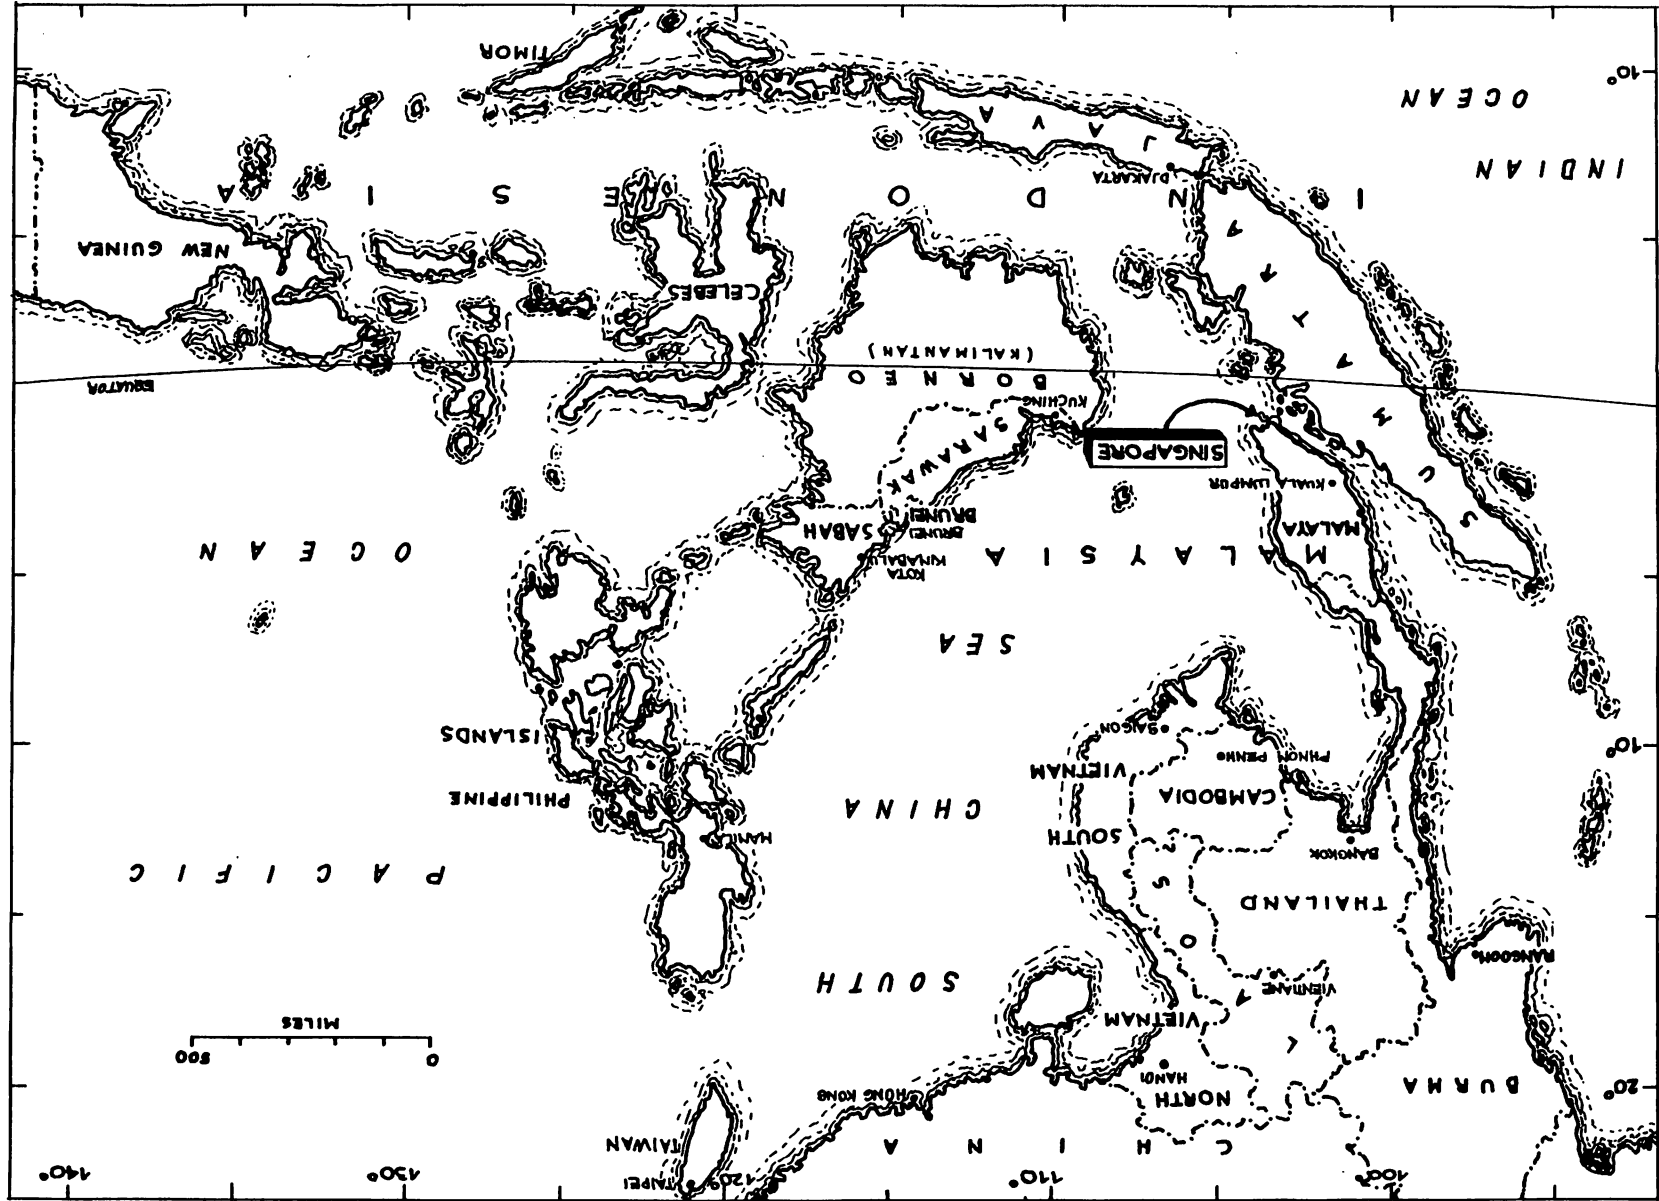 100°
110°
120°
TAIPEI
130°
140°
CHINA
TAIWAN
20°
BURMA
NORTH
VIETNAM
HANOI
HONG KONG
0 500
MILES
LAOS
VIENTIANE
RANGOON
SOUTH
CHINA
SEA
THAILAND
BANGKOK
PACIFIC
OCEAN
MANILA
CAMBODIA
PHNOM PENH
SOUTH
VIETNAM
SAIGON
PHILIPPINE
ISLANDS
10°
MALAYSIA
MALAYA
KUALA LUMPUR
KOTA
KINABALU
BRUNEI
BRUNEI
SABAH
SARAWAK
KUCHING
SINGAPORE
SUMATRA
BORNEO
(KALIMANTAN)
EQUATOR
CELEBES
NEW GUINEA
INDONESIA
DJAKARTA
JAVA
INDIAN
OCEAN
10°
TIMOR